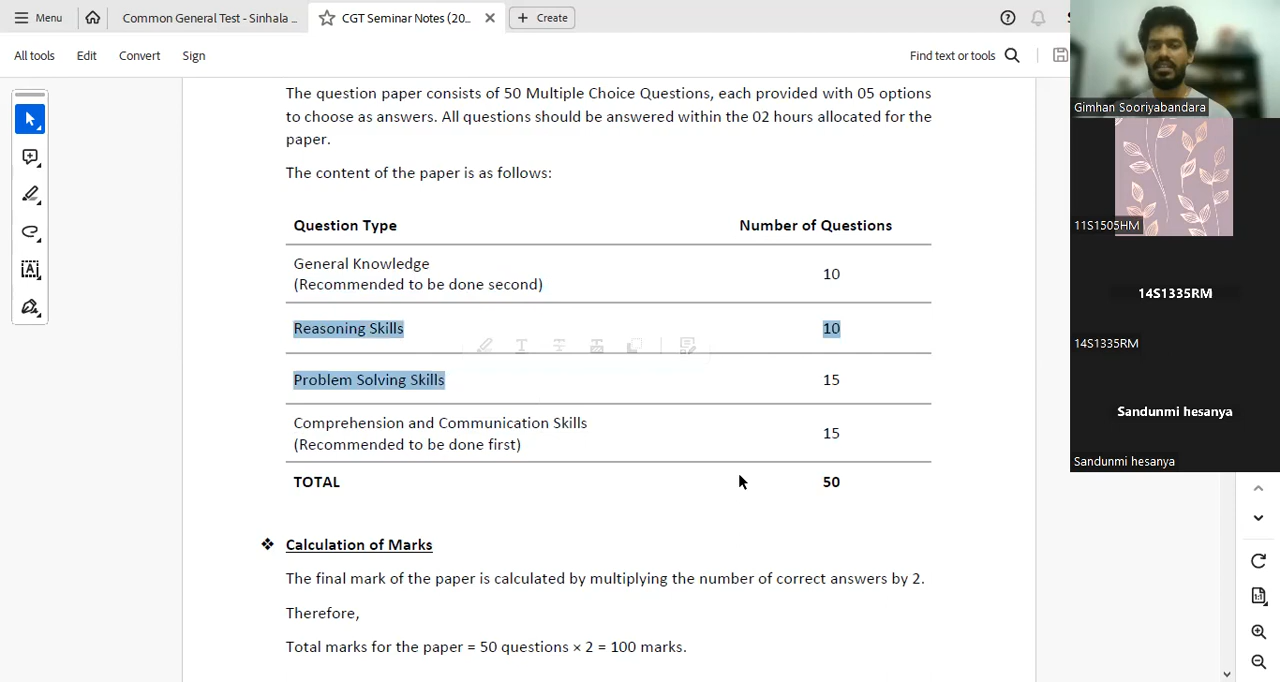 Menu
Common General Test - Sinhala ...
CGT Seminar Notes (20...
Create
All tools
Edit
Convert
Sign
Find text or tools
The question paper consists of 50 Multiple Choice Questions, each provided with 05 options
to choose as answers. All questions should be answered within the 02 hours allocated for the
paper.
The content of the paper is as follows:
Question Type Number of Questions
General Knowledge
(Recommended to be done second) 10
Reasoning Skills 10
Problem Solving Skills 15
Comprehension and Communication Skills
(Recommended to be done first) 15
TOTAL 50
❖ Calculation of Marks
The final mark of the paper is calculated by multiplying the number of correct answers by 2.
Therefore,
Total marks for the paper = 50 questions × 2 = 100 marks.
Gimhan Sooriyabandara
11S1505HM
14S1335RM
14S1335RM
Sandunmi hesanya
Sandunmi hesanya
1:1